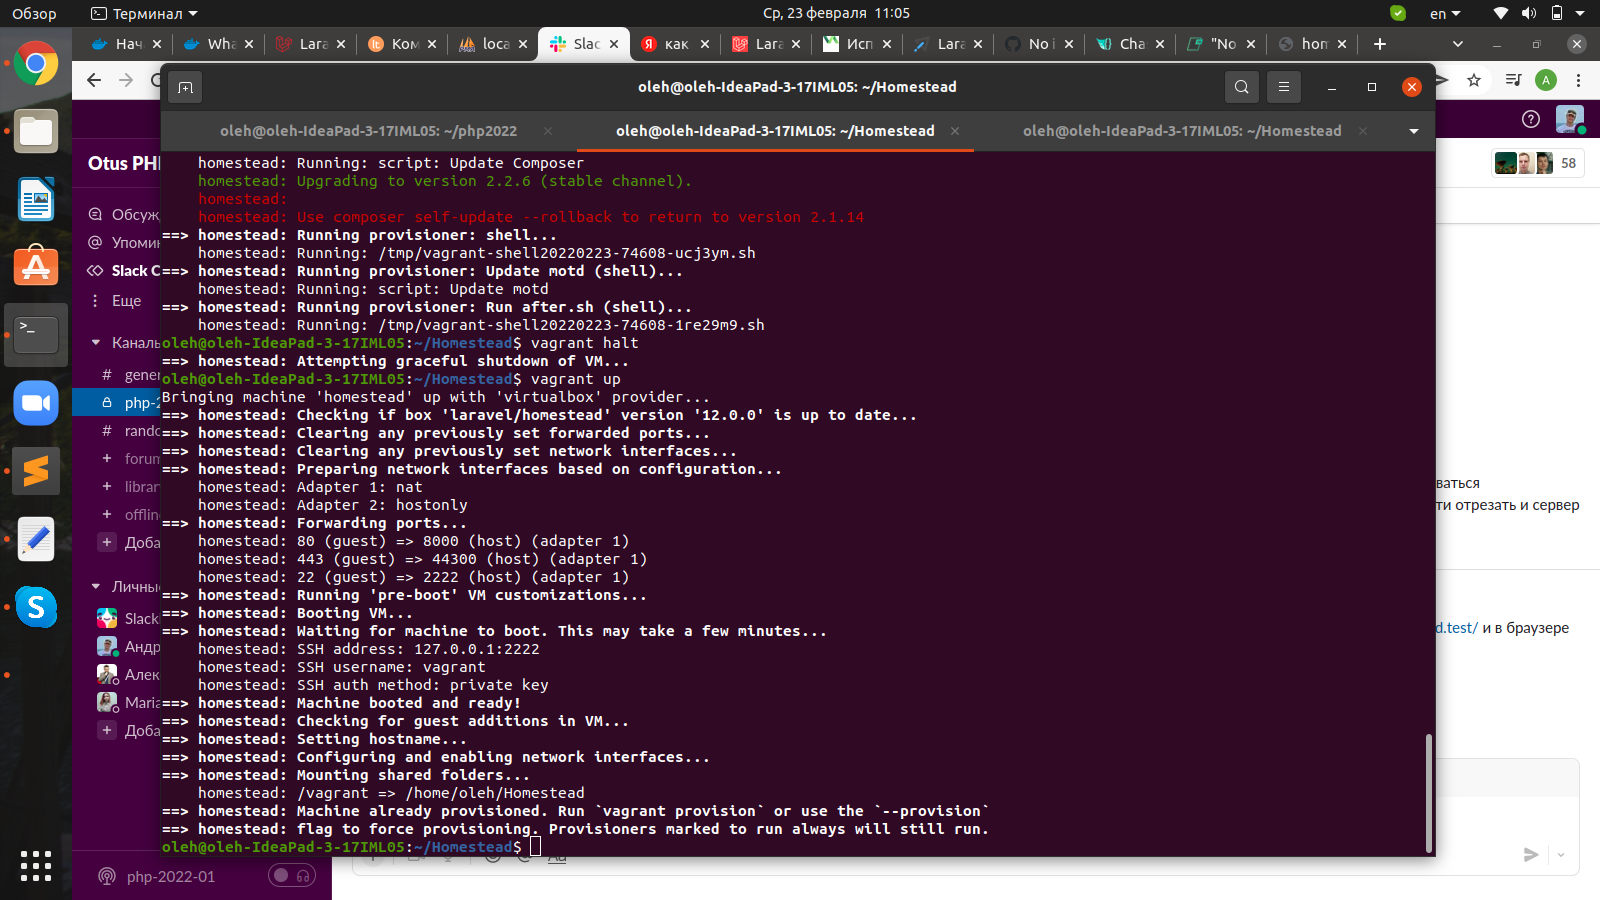 Обзор
Терминал
Ср, 23 февраля 11:05
en
Нач
Wha
Lara
Ком
loca
Slac
как
Lara
Исп
Lara
No i
Cha
"No
hom
A
oleh@oleh-IdeaPad-3-17IML05: ~/Homestead
oleh@oleh-IdeaPad-3-17IML05: ~/php2022
oleh@oleh-IdeaPad-3-17IML05: ~/Homestead
oleh@oleh-IdeaPad-3-17IML05: ~/Homestead
homestead: Running: script: Update Composer
homestead: Upgrading to version 2.2.6 (stable channel).
homestead:
homestead: Use composer self-update --rollback to return to version 2.1.14
==> homestead: Running provisioner: shell...
homestead: Running: /tmp/vagrant-shell20220223-74608-ucj3ym.sh
==> homestead: Running provisioner: Update motd (shell)...
homestead: Running: script: Update motd
==> homestead: Running provisioner: Run after.sh (shell)...
homestead: Running: /tmp/vagrant-shell20220223-74608-1re29m9.sh
oleh@oleh-IdeaPad-3-17IML05:~/Homestead$ vagrant halt
==> homestead: Attempting graceful shutdown of VM...
oleh@oleh-IdeaPad-3-17IML05:~/Homestead$ vagrant up
Bringing machine 'homestead' up with 'virtualbox' provider...
==> homestead: Checking if box 'laravel/homestead' version '12.0.0' is up to date...
==> homestead: Clearing any previously set forwarded ports...
==> homestead: Clearing any previously set network interfaces...
==> homestead: Preparing network interfaces based on configuration...
homestead: Adapter 1: nat
homestead: Adapter 2: hostonly
==> homestead: Forwarding ports...
homestead: 80 (guest) => 8000 (host) (adapter 1)
homestead: 443 (guest) => 44300 (host) (adapter 1)
homestead: 22 (guest) => 2222 (host) (adapter 1)
==> homestead: Running 'pre-boot' VM customizations...
==> homestead: Booting VM...
==> homestead: Waiting for machine to boot. This may take a few minutes...
homestead: SSH address: 127.0.0.1:2222
homestead: SSH username: vagrant
homestead: SSH auth method: private key
==> homestead: Machine booted and ready!
==> homestead: Checking for guest additions in VM...
==> homestead: Setting hostname...
==> homestead: Configuring and enabling network interfaces...
==> homestead: Mounting shared folders...
homestead: /vagrant => /home/oleh/Homestead
==> homestead: Machine already provisioned. Run `vagrant provision` or use the `--provision`
==> homestead: flag to force provisioning. Provisioners marked to run always will still run.
oleh@oleh-IdeaPad-3-17IML05:~/Homestead$
Otus PH
Обсуж
Упомин
Slack C
Еще
Каналь
# gener
php-2
# rando
+ forum
+ librar
+ offlin
+ Доба
Личны
Slackl
Андр
Алек
Maria
+ Доба
php-2022-01
58
ваться
ти отрезать и сервер
d.test/ и в браузере
Aa